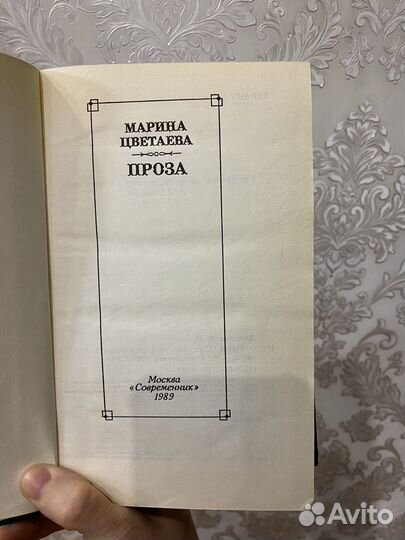 МАРИНА
ЦВЕТАЕВА
ПРОЗА
Москва
«Современник»
1989
Avito